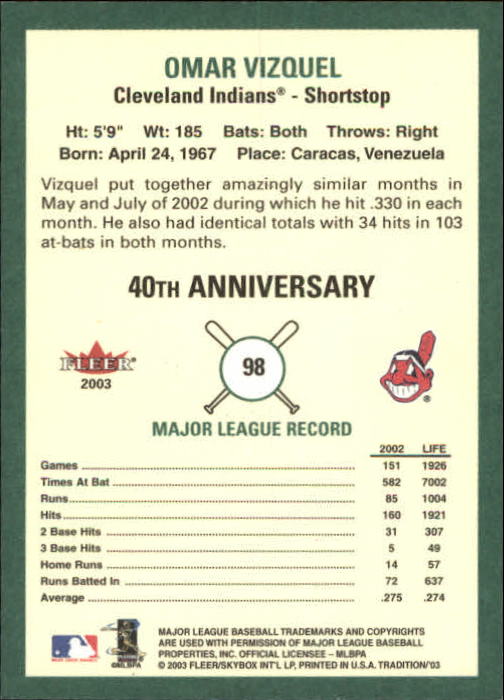 OMAR VIZQUEL
Cleveland Indians® - Shortstop
Ht: 5'9" Wt: 185 Bats: Both Throws: Right
Born: April 24, 1967 Place: Caracas, Venezuela
Vizquel put together amazingly similar months in
May and July of 2002 during which he hit .330 in each
month. He also had identical totals with 34 hits in 103
at-bats in both months.
40TH ANNIVERSARY
FLEER
2003
98
®
MAJOR LEAGUE RECORD
2002 LIFE
Games 151 1926
Times At Bat 582 7002
Runs 85 1004
Hits 160 1921
2 Base Hits 31 307
3 Base Hits 5 49
Home Runs 14 57
Runs Batted In 72 637
Average .275 .274
©MLBPA
MAJOR LEAGUE BASEBALL TRADEMARKS AND COPYRIGHTS
ARE USED WITH PERMISSION OF MAJOR LEAGUE BASEBALL
PROPERTIES, INC. OFFICIAL LICENSEE - MLBPA
© 2003 FLEER/SKYBOX INT'L LP, PRINTED IN U.S.A. TRADITION/'03